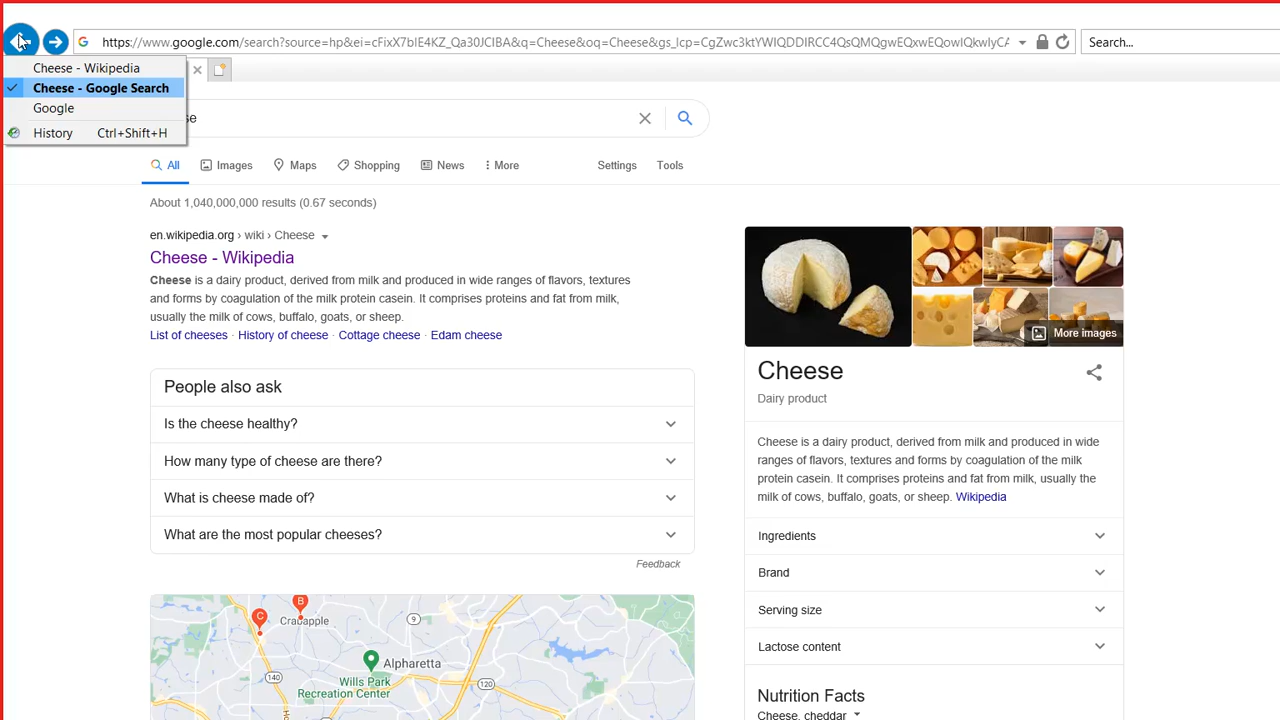 https://www.google.com/search?source=hp&ei=cFixX7blE4KZ_Qa30JCIBA&q=Cheese&oq=Cheese&gs_lcp=CgZwc3ktYWIQDDIRCC4QsQMQgwEQxwEQowIQkwIyCA
Search...
Cheese - Wikipedia
Cheese - Google Search
Google
History Ctrl+Shift+H
se
All Images Maps Shopping News More Settings Tools
About 1,040,000,000 results (0.67 seconds)
en.wikipedia.org › wiki › Cheese
Cheese - Wikipedia
Cheese is a dairy product, derived from milk and produced in wide ranges of flavors, textures
and forms by coagulation of the milk protein casein. It comprises proteins and fat from milk,
usually the milk of cows, buffalo, goats, or sheep.
List of cheeses · History of cheese · Cottage cheese · Edam cheese
People also ask
Is the cheese healthy?
How many type of cheese are there?
What is cheese made of?
What are the most popular cheeses?
Feedback
B
C
Crabapple
9
Alpharetta
Wills Park
Recreation Center
140
120
More images
Cheese
Dairy product
Cheese is a dairy product, derived from milk and produced in wide
ranges of flavors, textures and forms by coagulation of the milk
protein casein. It comprises proteins and fat from milk, usually the
milk of cows, buffalo, goats, or sheep. Wikipedia
Ingredients
Brand
Serving size
Lactose content
Nutrition Facts
Cheese, cheddar